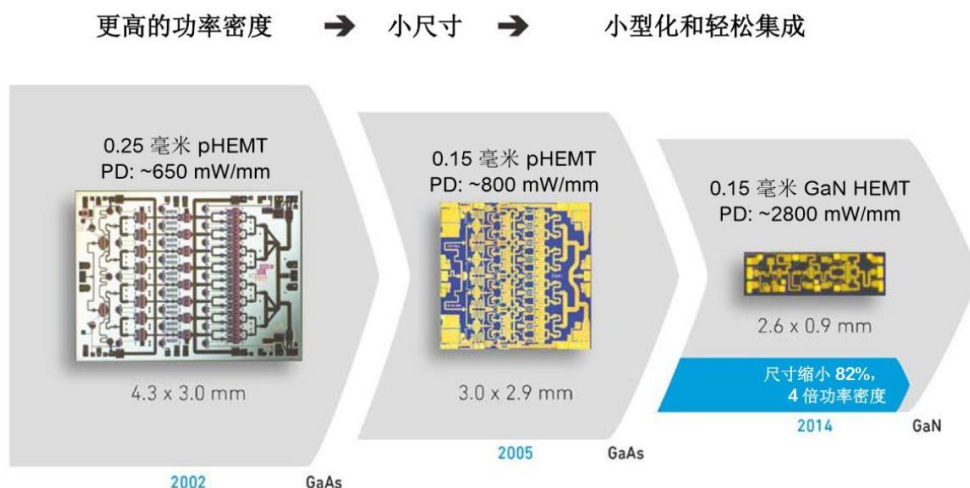 更高的功率密度 → 小尺寸 → 小型化和轻松集成
0.25 毫米 pHEMT
PD: ~650 mW/mm
4.3 x 3.0 mm
2002 GaAs
0.15 毫米 pHEMT
PD: ~800 mW/mm
3.0 x 2.9 mm
2005 GaAs
0.15 毫米 GaN HEMT
PD: ~2800 mW/mm
2.6 x 0.9 mm
尺寸缩小 82%，
4 倍功率密度
2014 GaN